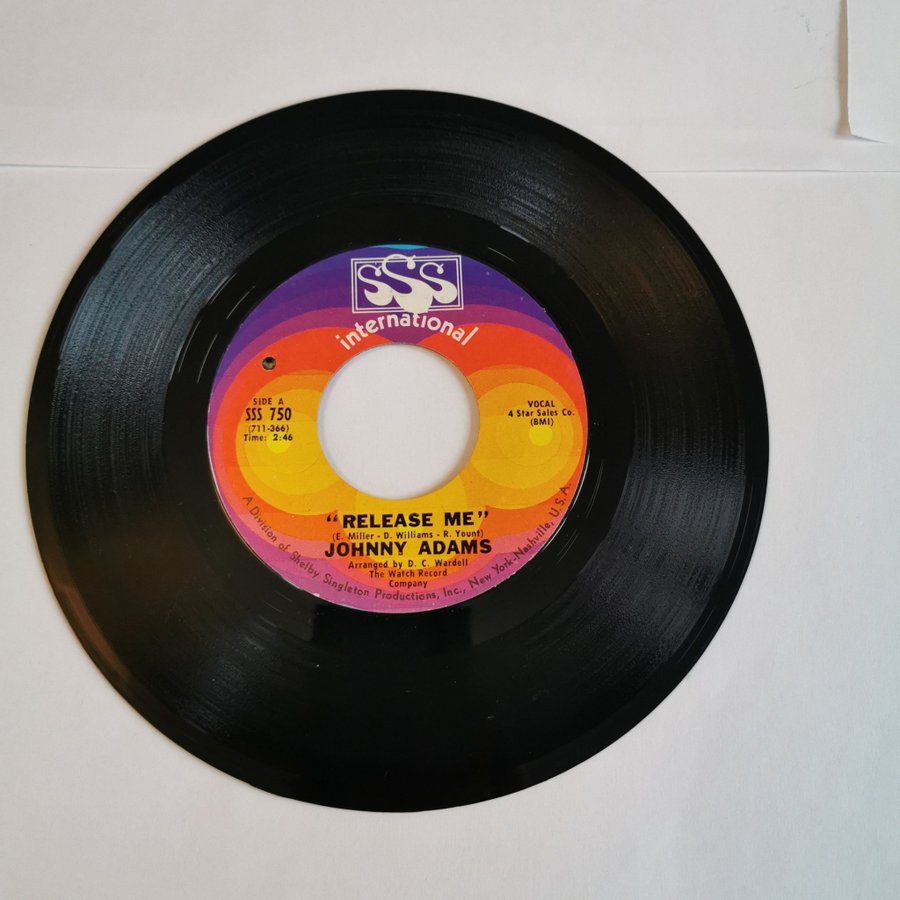 SSS
international
SIDE A
SSS 750
(711-366)
Time: 2:46
VOCAL
4 Star Sales Co.
(BMI)
"RELEASE ME"
(E. Miller - D. Williams - R. Yount)
JOHNNY ADAMS
Arranged by D. C. Wardell
The Watch Record
Company
A Division of Shelby Singleton Productions, Inc., New York-Nashville, U.S.A.